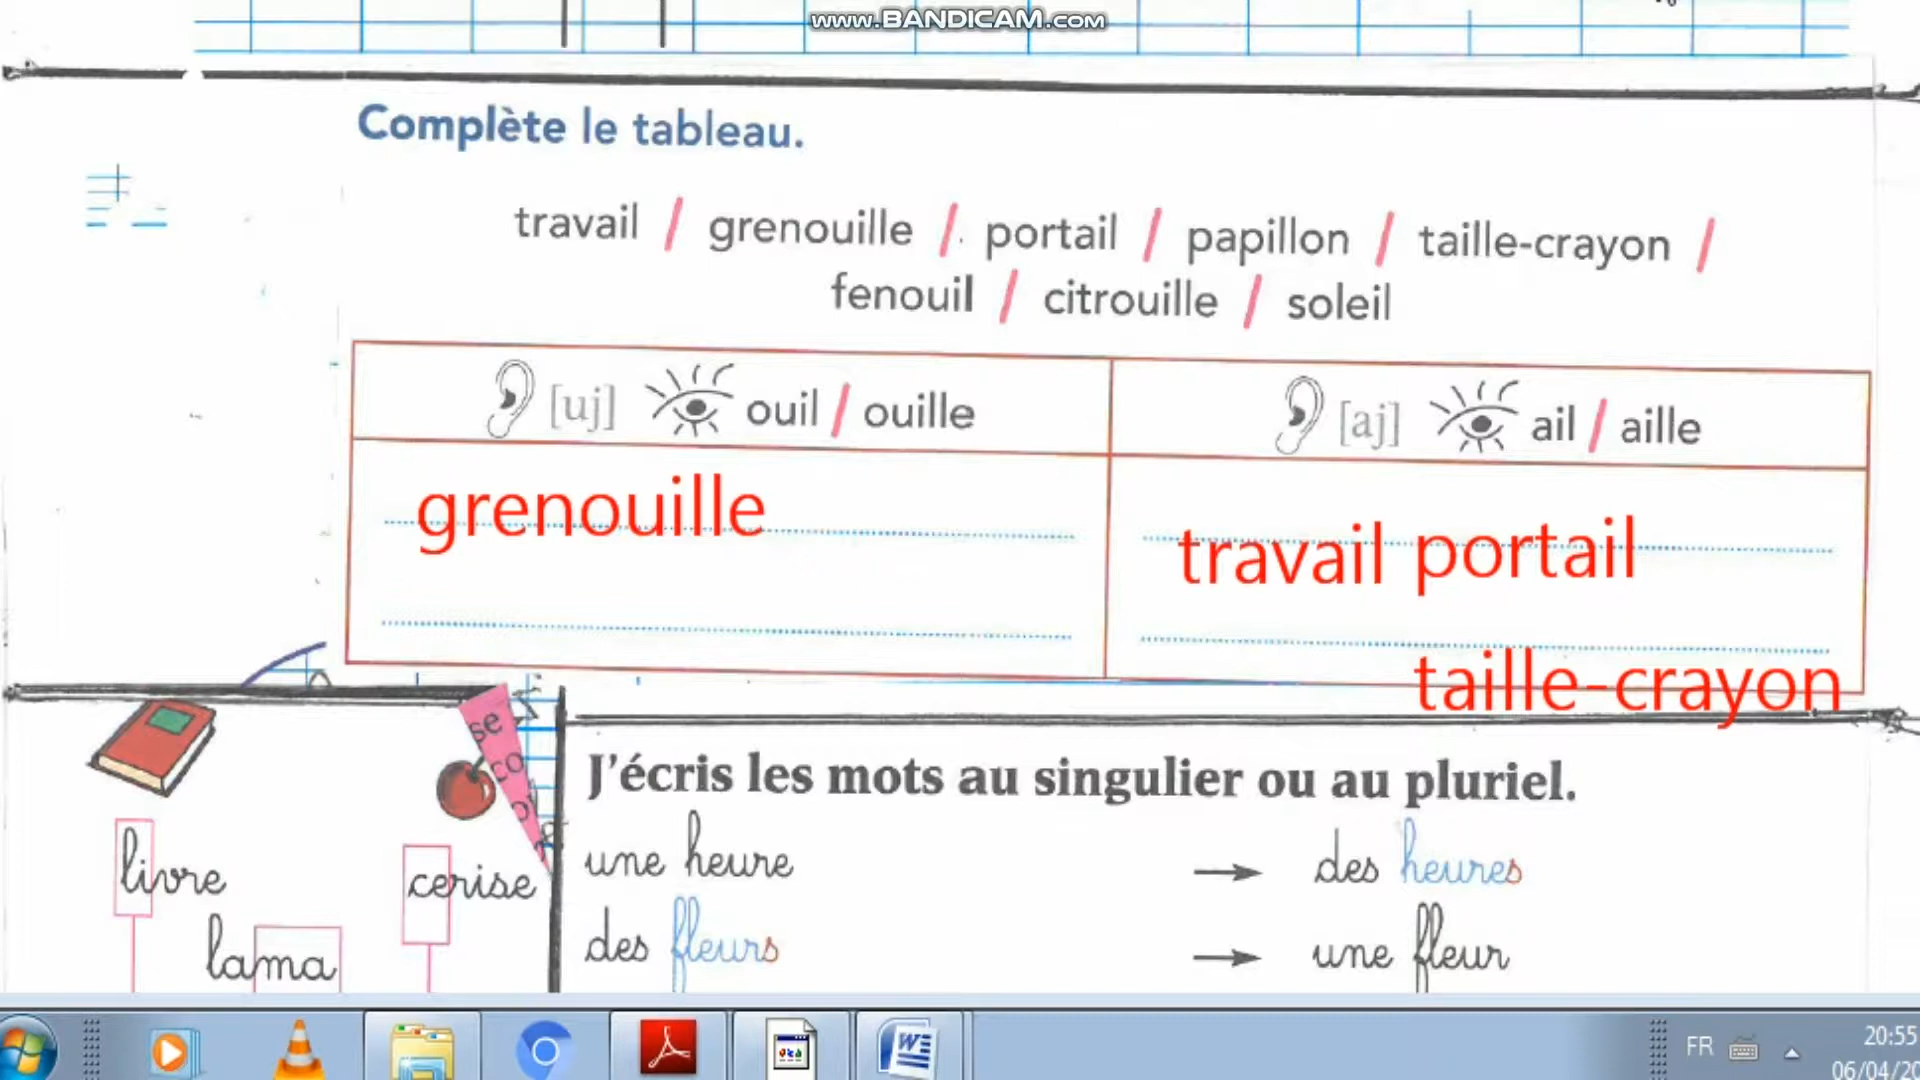 www.BANDICAM.com
Complète le tableau.
travail / grenouille / portail / papillon / taille-crayon /
fenouil / citrouille / soleil
[uj] ouil / ouille
[aj] ail / aille
grenouille
travail portail
taille-crayon
se
co
J'écris les mots au singulier ou au pluriel.
livre
cerise
lama
une heure → des heures
des fleurs → une fleur
FR
20:55